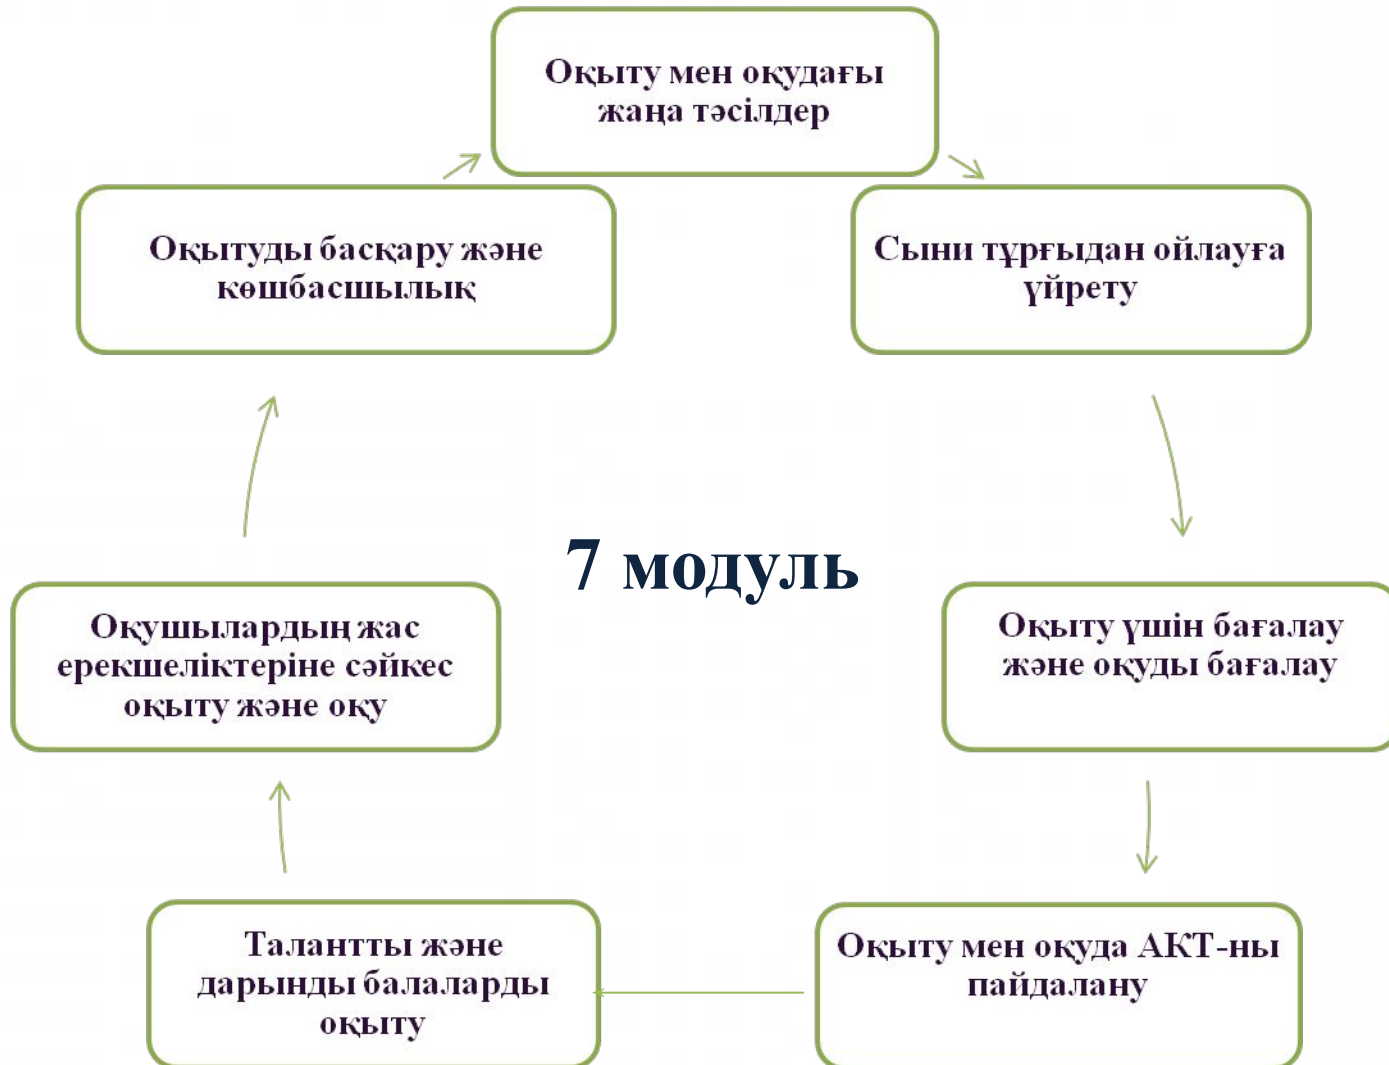 Оқыту мен оқудағы
жаңа тәсілдер
Сыни тұрғыдан ойлауға
үйрету
Оқыту үшін бағалау
және оқуды бағалау
Оқыту мен оқуда АКТ-ны
пайдалану
Талантты және
дарынды балаларды
оқыту
Оқушылардың жас
ерекшеліктеріне сәйкес
оқыту және оқу
Оқытуды басқару және
көшбасшылық
7 модуль